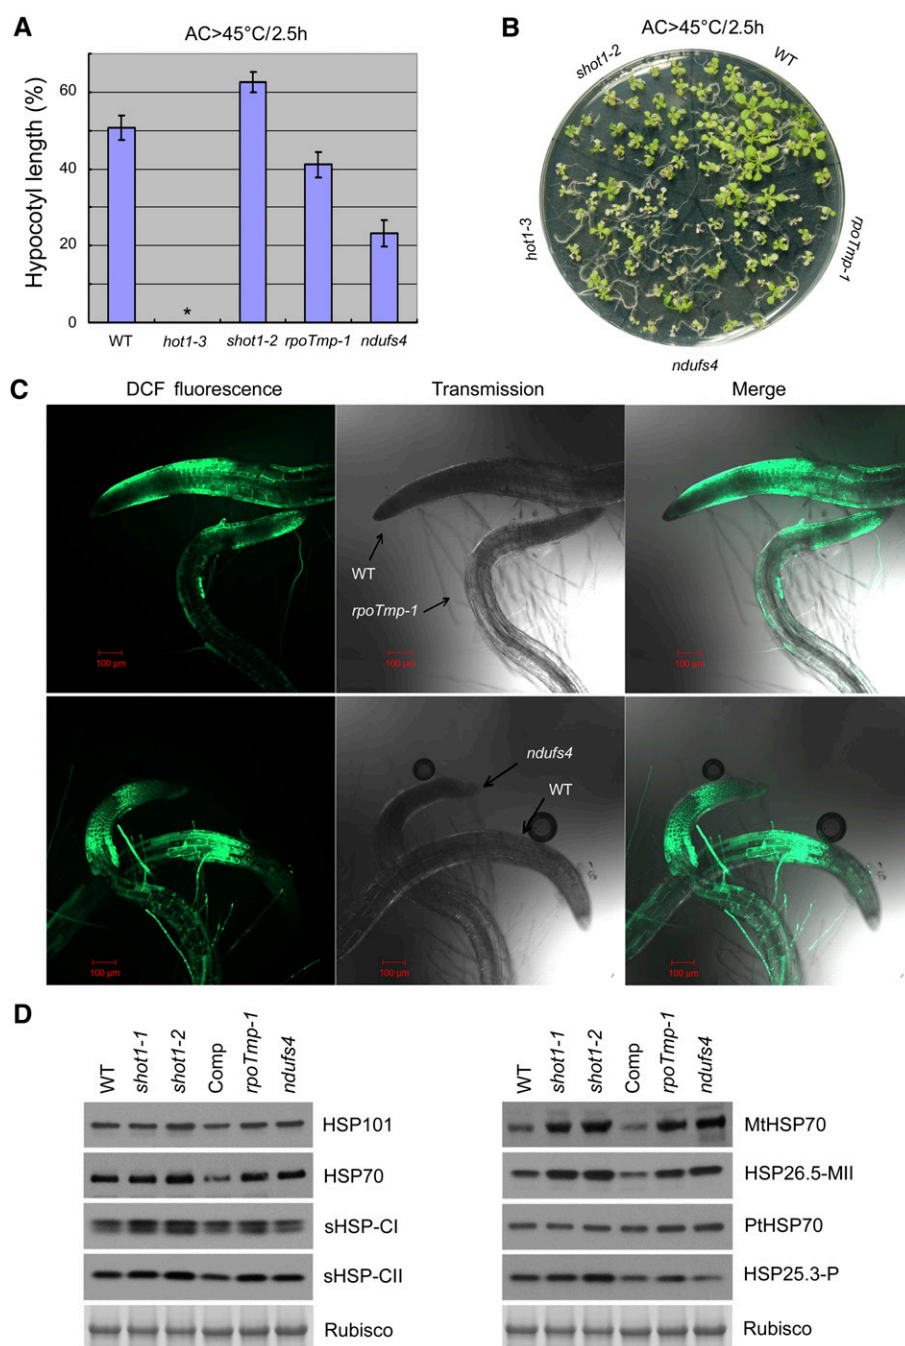 A
AC>45°C/2.5h
Hypocotyl length (%)
60
40
20
0
*
WT
hot1-3
shot1-2
rpoTmp-1
ndufs4
B
AC>45°C/2.5h
shot1-2
WT
hot1-3
rpoTmp-1
ndufs4
C
DCF fluorescence
Transmission
Merge
WT
rpoTmp-1
100 µm
100 µm
100 µm
ndufs4
WT
100 µm
100 µm
100 µm
D
WT
shot1-1
shot1-2
Comp
rpoTmp-1
ndufs4
HSP101
HSP70
sHSP-CI
sHSP-CII
Rubisco
WT
shot1-1
shot1-2
Comp
rpoTmp-1
ndufs4
MtHSP70
HSP26.5-MII
PtHSP70
HSP25.3-P
Rubisco